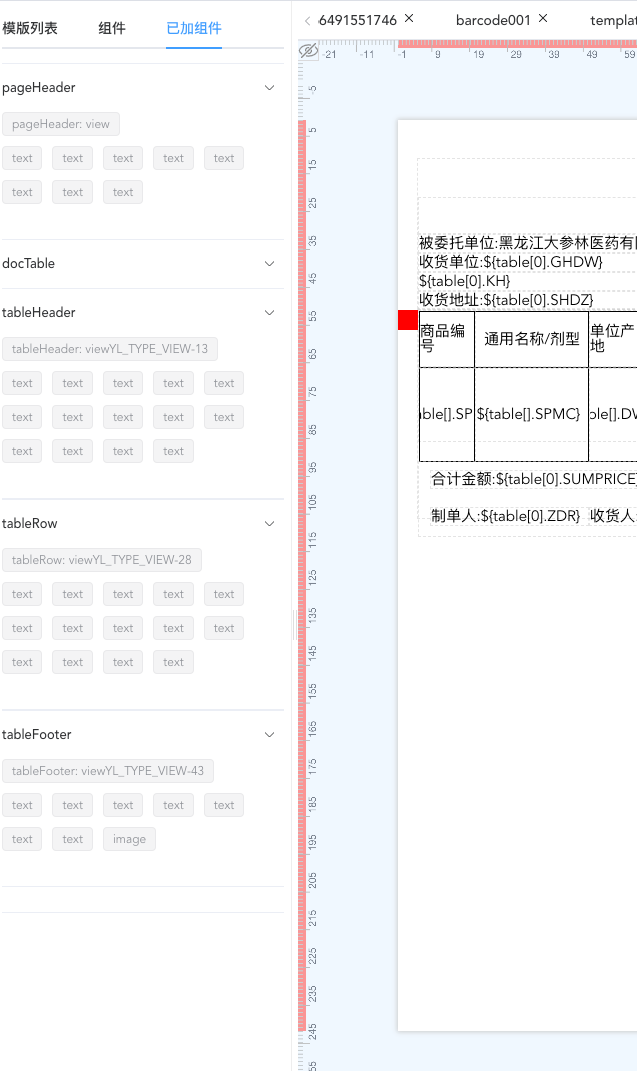 模版列表 组件 已加组件
pageHeader
pageHeader: view
text text text text text
text text text
docTable
tableHeader
tableHeader: viewYL_TYPE_VIEW-13
text text text text text
text text text text text
text text text text
tableRow
tableRow: viewYL_TYPE_VIEW-28
text text text text text
text text text text text
text text text text
tableFooter
tableFooter: viewYL_TYPE_VIEW-43
text text text text text
text text image
6491551746 × barcode001 ×
-21 -11 -1 9 19 29 39 49 59
-5
5
15
25
35
45
55
65
75
85
95
105
115
125
135
145
155
165
175
185
195
205
215
225
235
245
被委托单位:黑龙江大参林医药有
收货单位:${table[0].GHDW}
${table[0].KH}
收货地址:${table[0].SHDZ}
商品编号 通用名称/剂型 单位产地
ble[].SP ${table[].SPMC} ble[].DW
合计金额:${table[0].SUMPRICE}
制单人:${table[0].ZDR} 收货人: